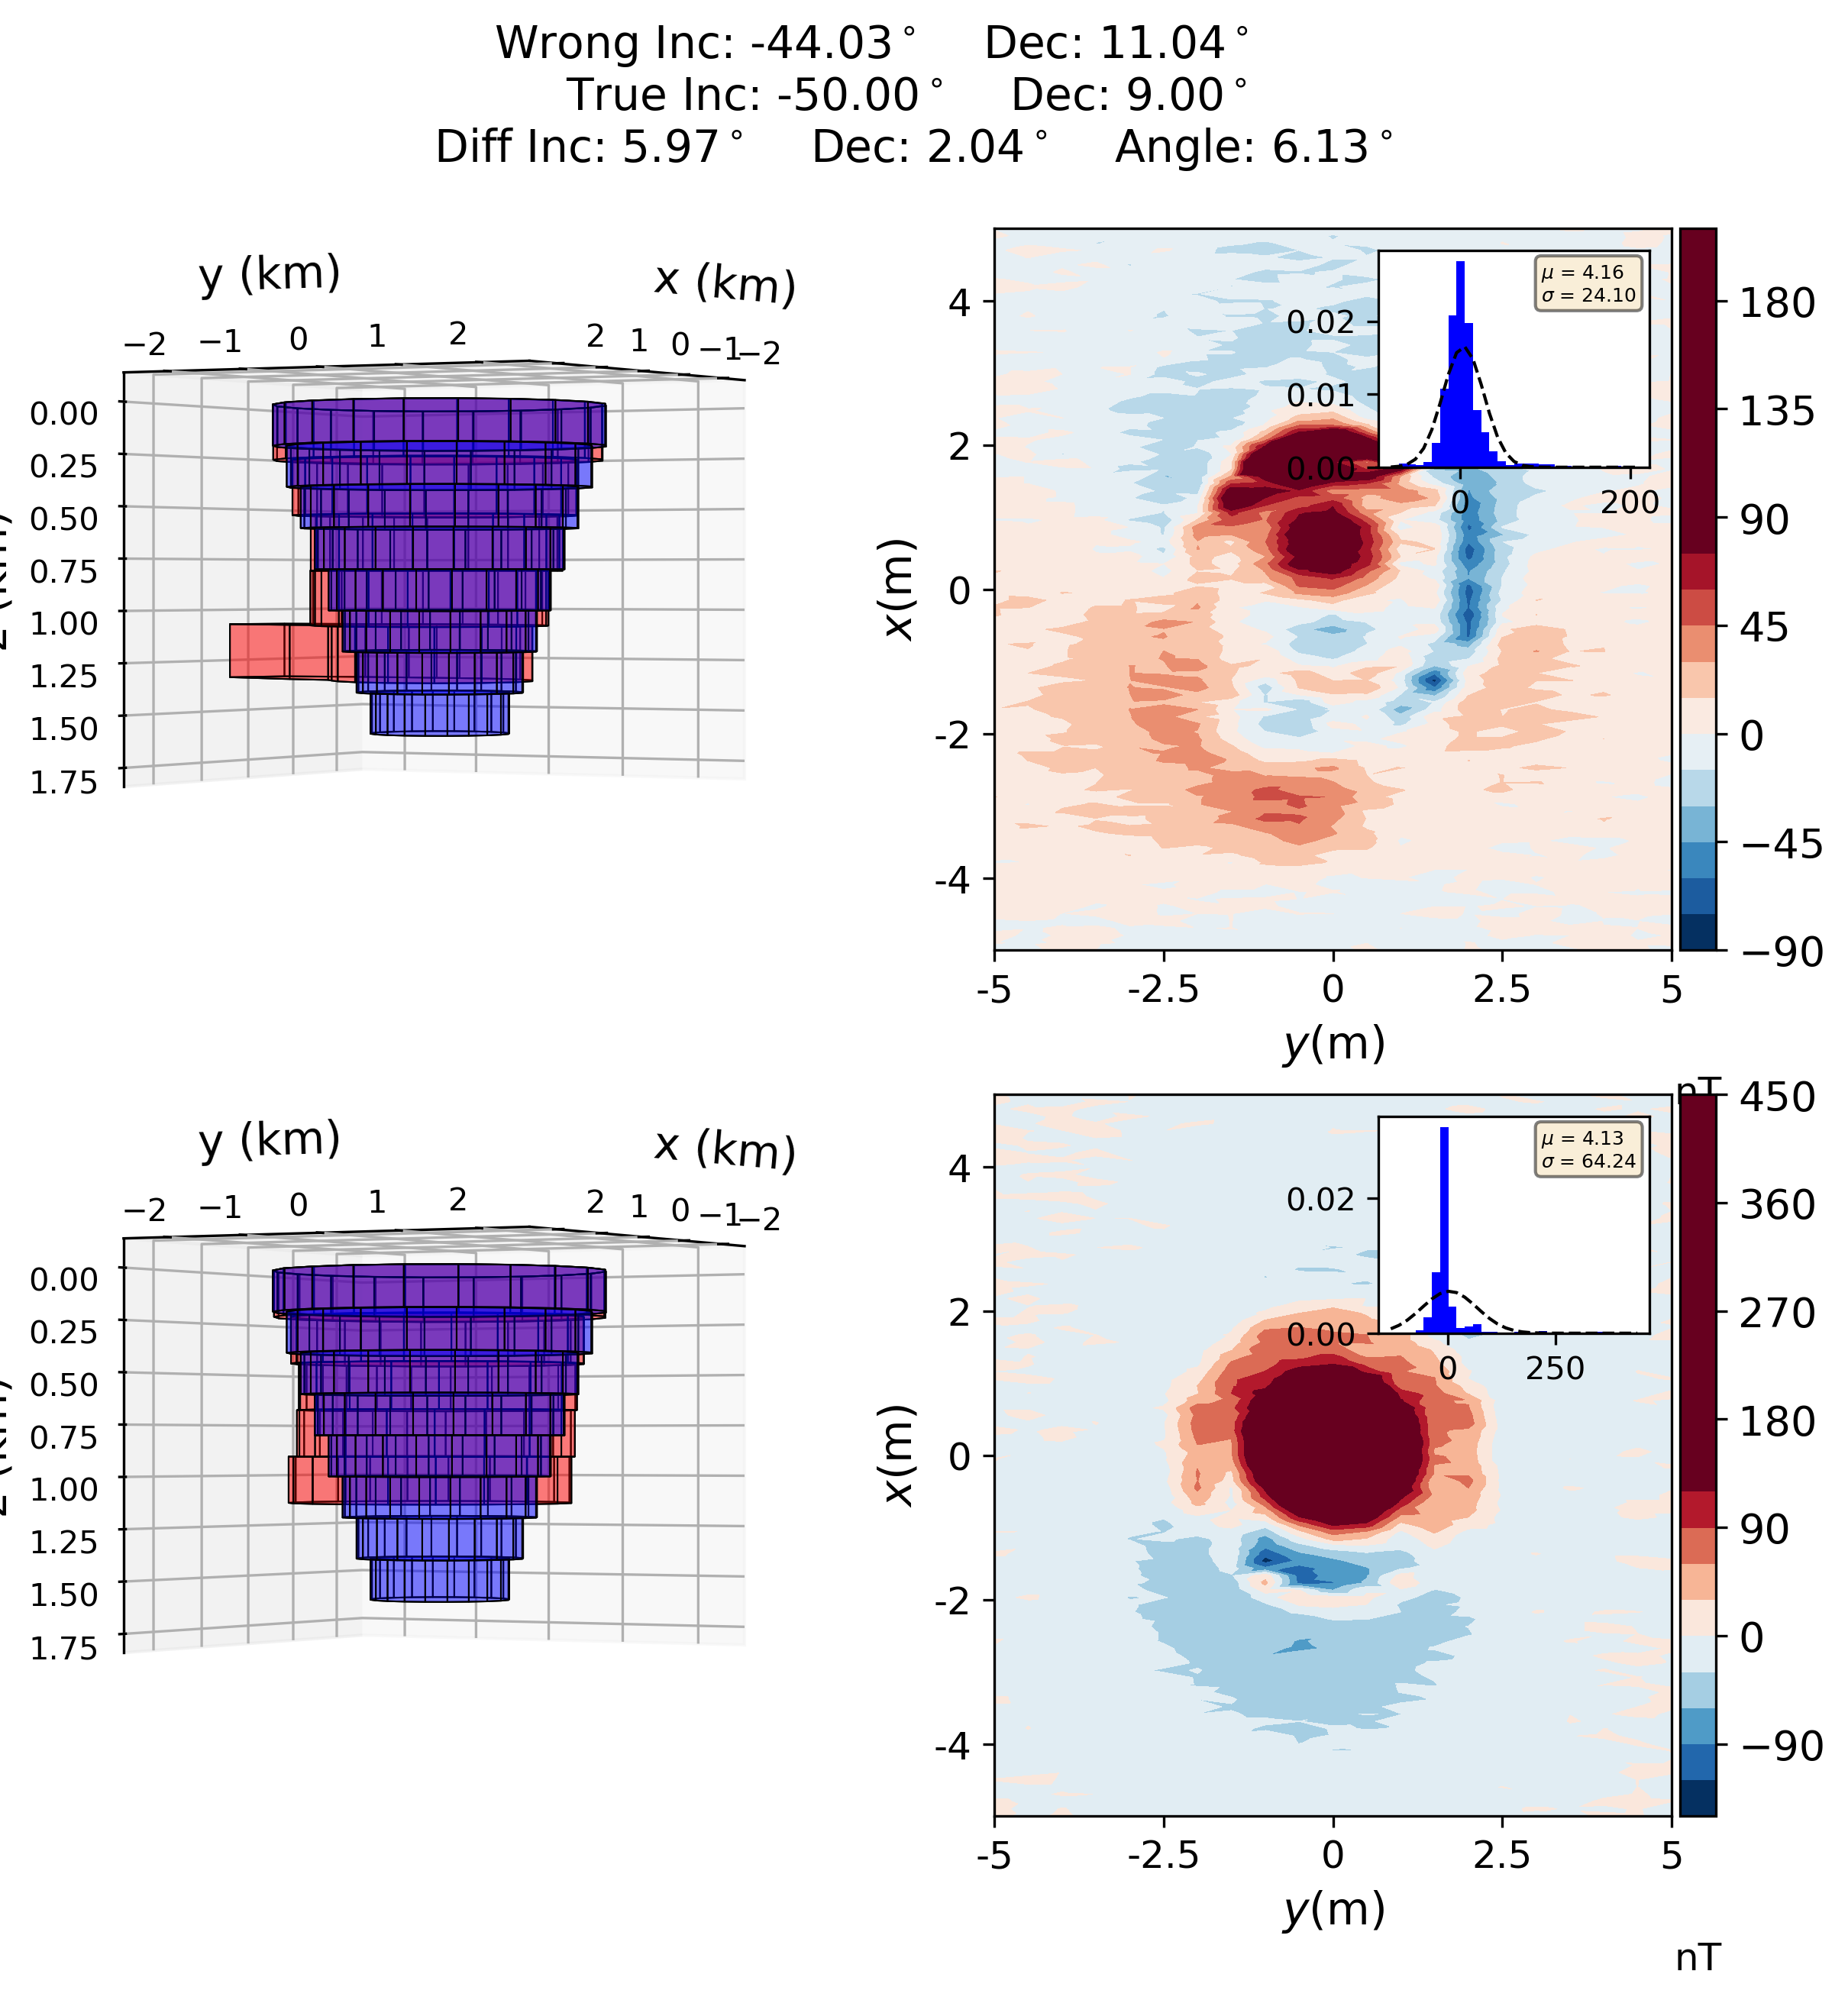 Wrong Inc: -44.03° Dec: 11.04°
True Inc: -50.00° Dec: 9.00°
Diff Inc: 5.97° Dec: 2.04° Angle: 6.13°
y (km)
x (km)
−2 −1 0 1 2
2 1 0 −1 −2
0.00
0.25
0.50
0.75
1.00
1.25
1.50
1.75
4
2
0
-2
-4
x(m)
-5 -2.5 0 2.5 5
y(m)
μ = 4.16
σ = 24.10
0.02
0.01
0.00
0 200
180
135
90
45
0
−45
−90
nT
y (km)
x (km)
−2 −1 0 1 2
2 1 0 −1 −2
0.00
0.25
0.50
0.75
1.00
1.25
1.50
1.75
4
2
0
-2
-4
x(m)
-5 -2.5 0 2.5 5
y(m)
μ = 4.13
σ = 64.24
0.02
0.00
0 250
450
360
270
180
90
0
−90
nT